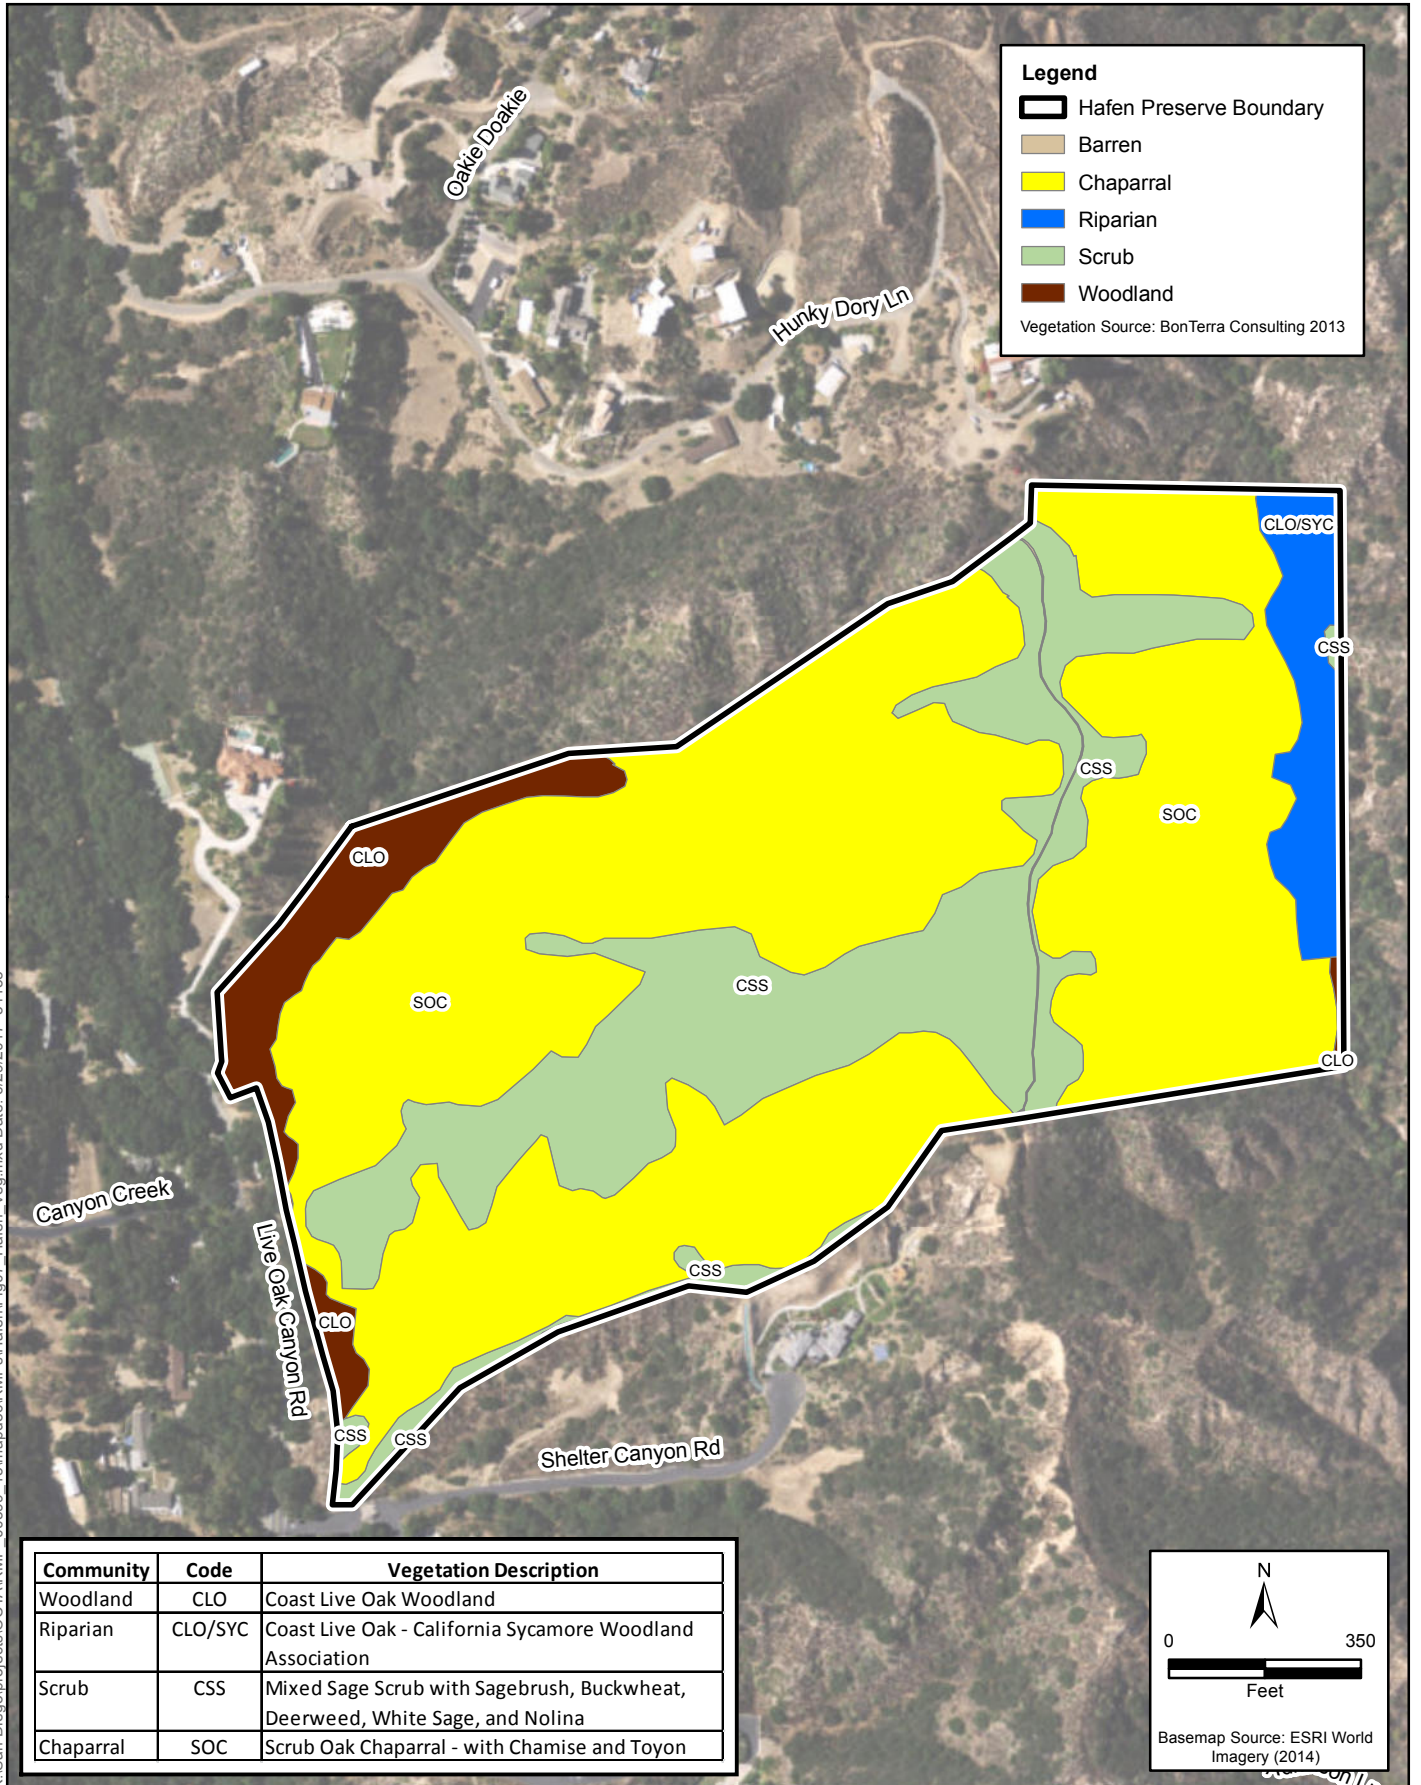 Legend
Hafen Preserve Boundary
Barren
Chaparral
Riparian
Scrub
Woodland
Vegetation Source: BonTerra Consulting 2013
Oakie Doakie
Hunky Dory Ln
CLO/SYC
CSS
CSS
SOC
CLO
CSS
SOC
CLO
Canyon Creek
Live Oak Canyon Rd
CSS
CLO
CSS
CSS
Shelter Canyon Rd
Community Code Vegetation Description
Woodland CLO Coast Live Oak Woodland
Riparian CLO/SYC Coast Live Oak - California Sycamore Woodland
Association
Scrub CSS Mixed Sage Scrub with Sagebrush, Buckwheat,
Deerweed, White Sage, and Nolina
Chaparral SOC Scrub Oak Chaparral - with Chamise and Toyon
N
0 350
Feet
Basemap Source: ESRI World
Imagery (2014)